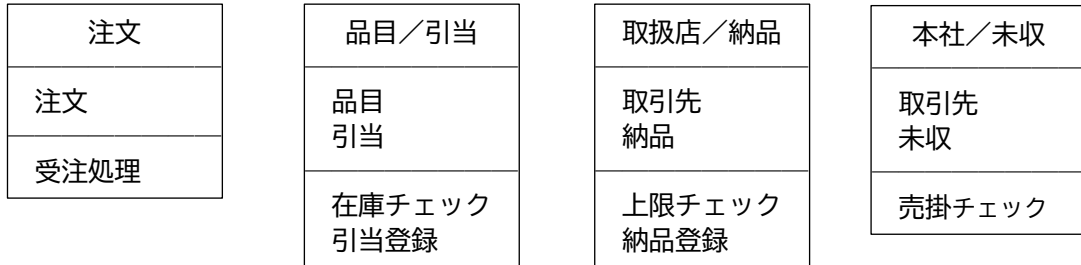 注文
注文
受注処理
品目／引当
品目
引当
在庫チェック
引当登録
取扱店／納品
取引先
納品
上限チェック
納品登録
本社／未収
取引先
未収
売掛チェック